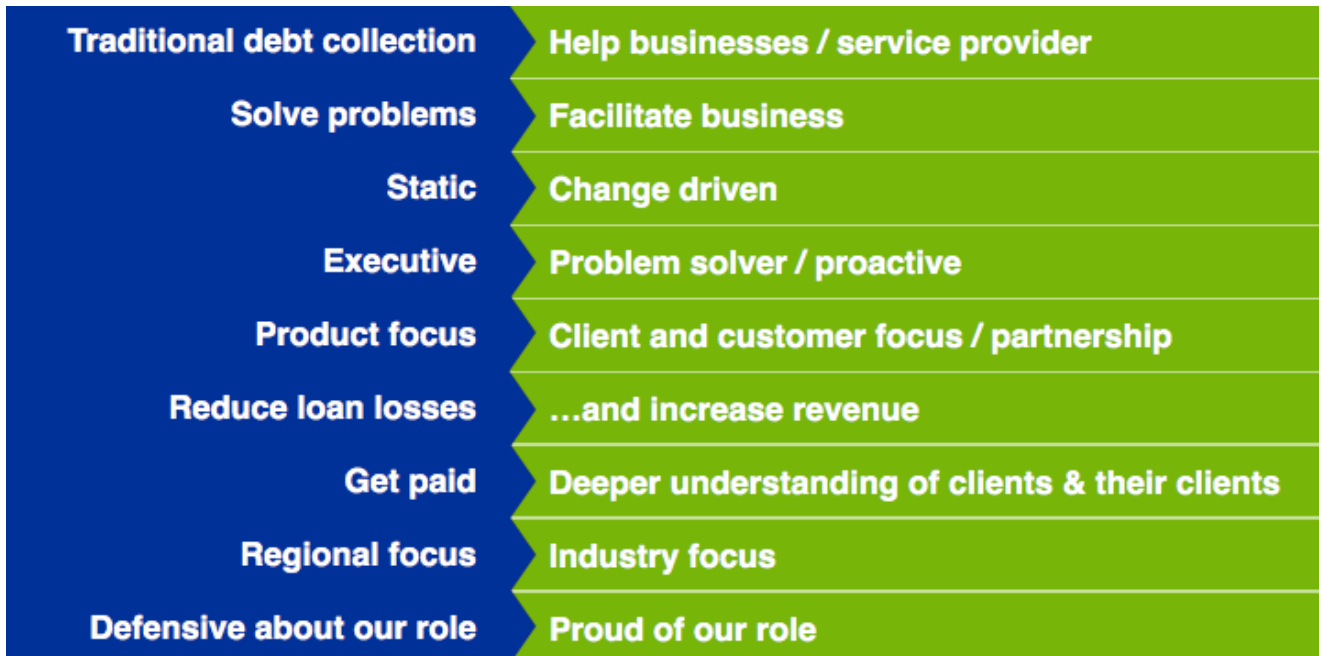 Traditional debt collection Help businesses / service provider
Solve problems Facilitate business
Static Change driven
Executive Problem solver / proactive
Product focus Client and customer focus / partnership
Reduce loan losses ...and increase revenue
Get paid Deeper understanding of clients & their clients
Regional focus Industry focus
Defensive about our role Proud of our role